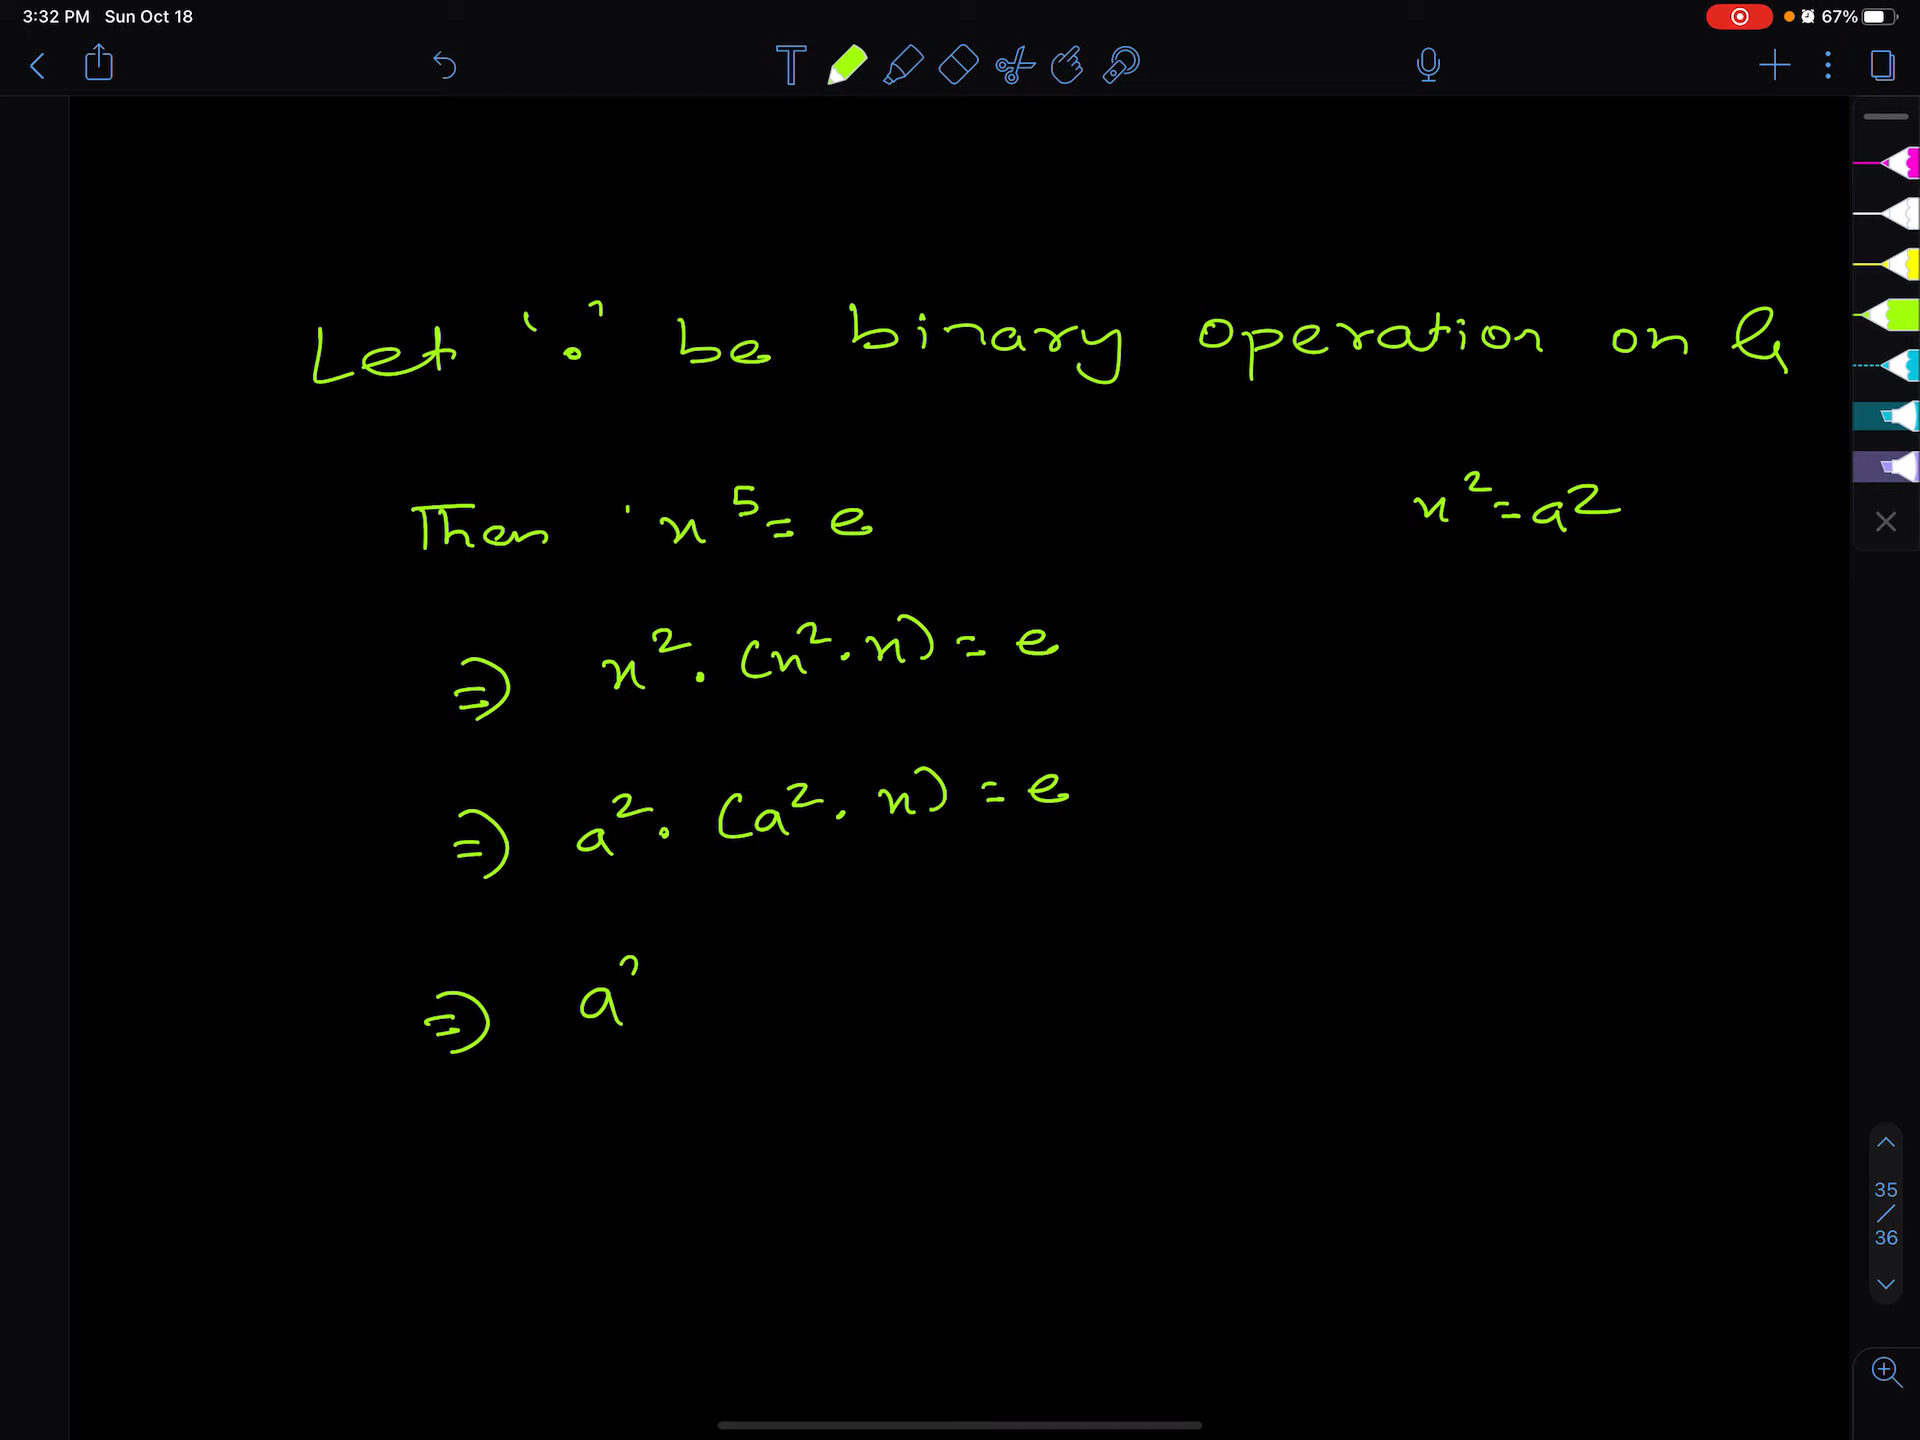 3:32 PM Sun Oct 18
67%
Let '.' be binary operation on G
Then x⁵ = e
x² = a²
⇒ x² . (x² . x) = e
⇒ a² . (a² . x) = e
⇒ a
35
/
36